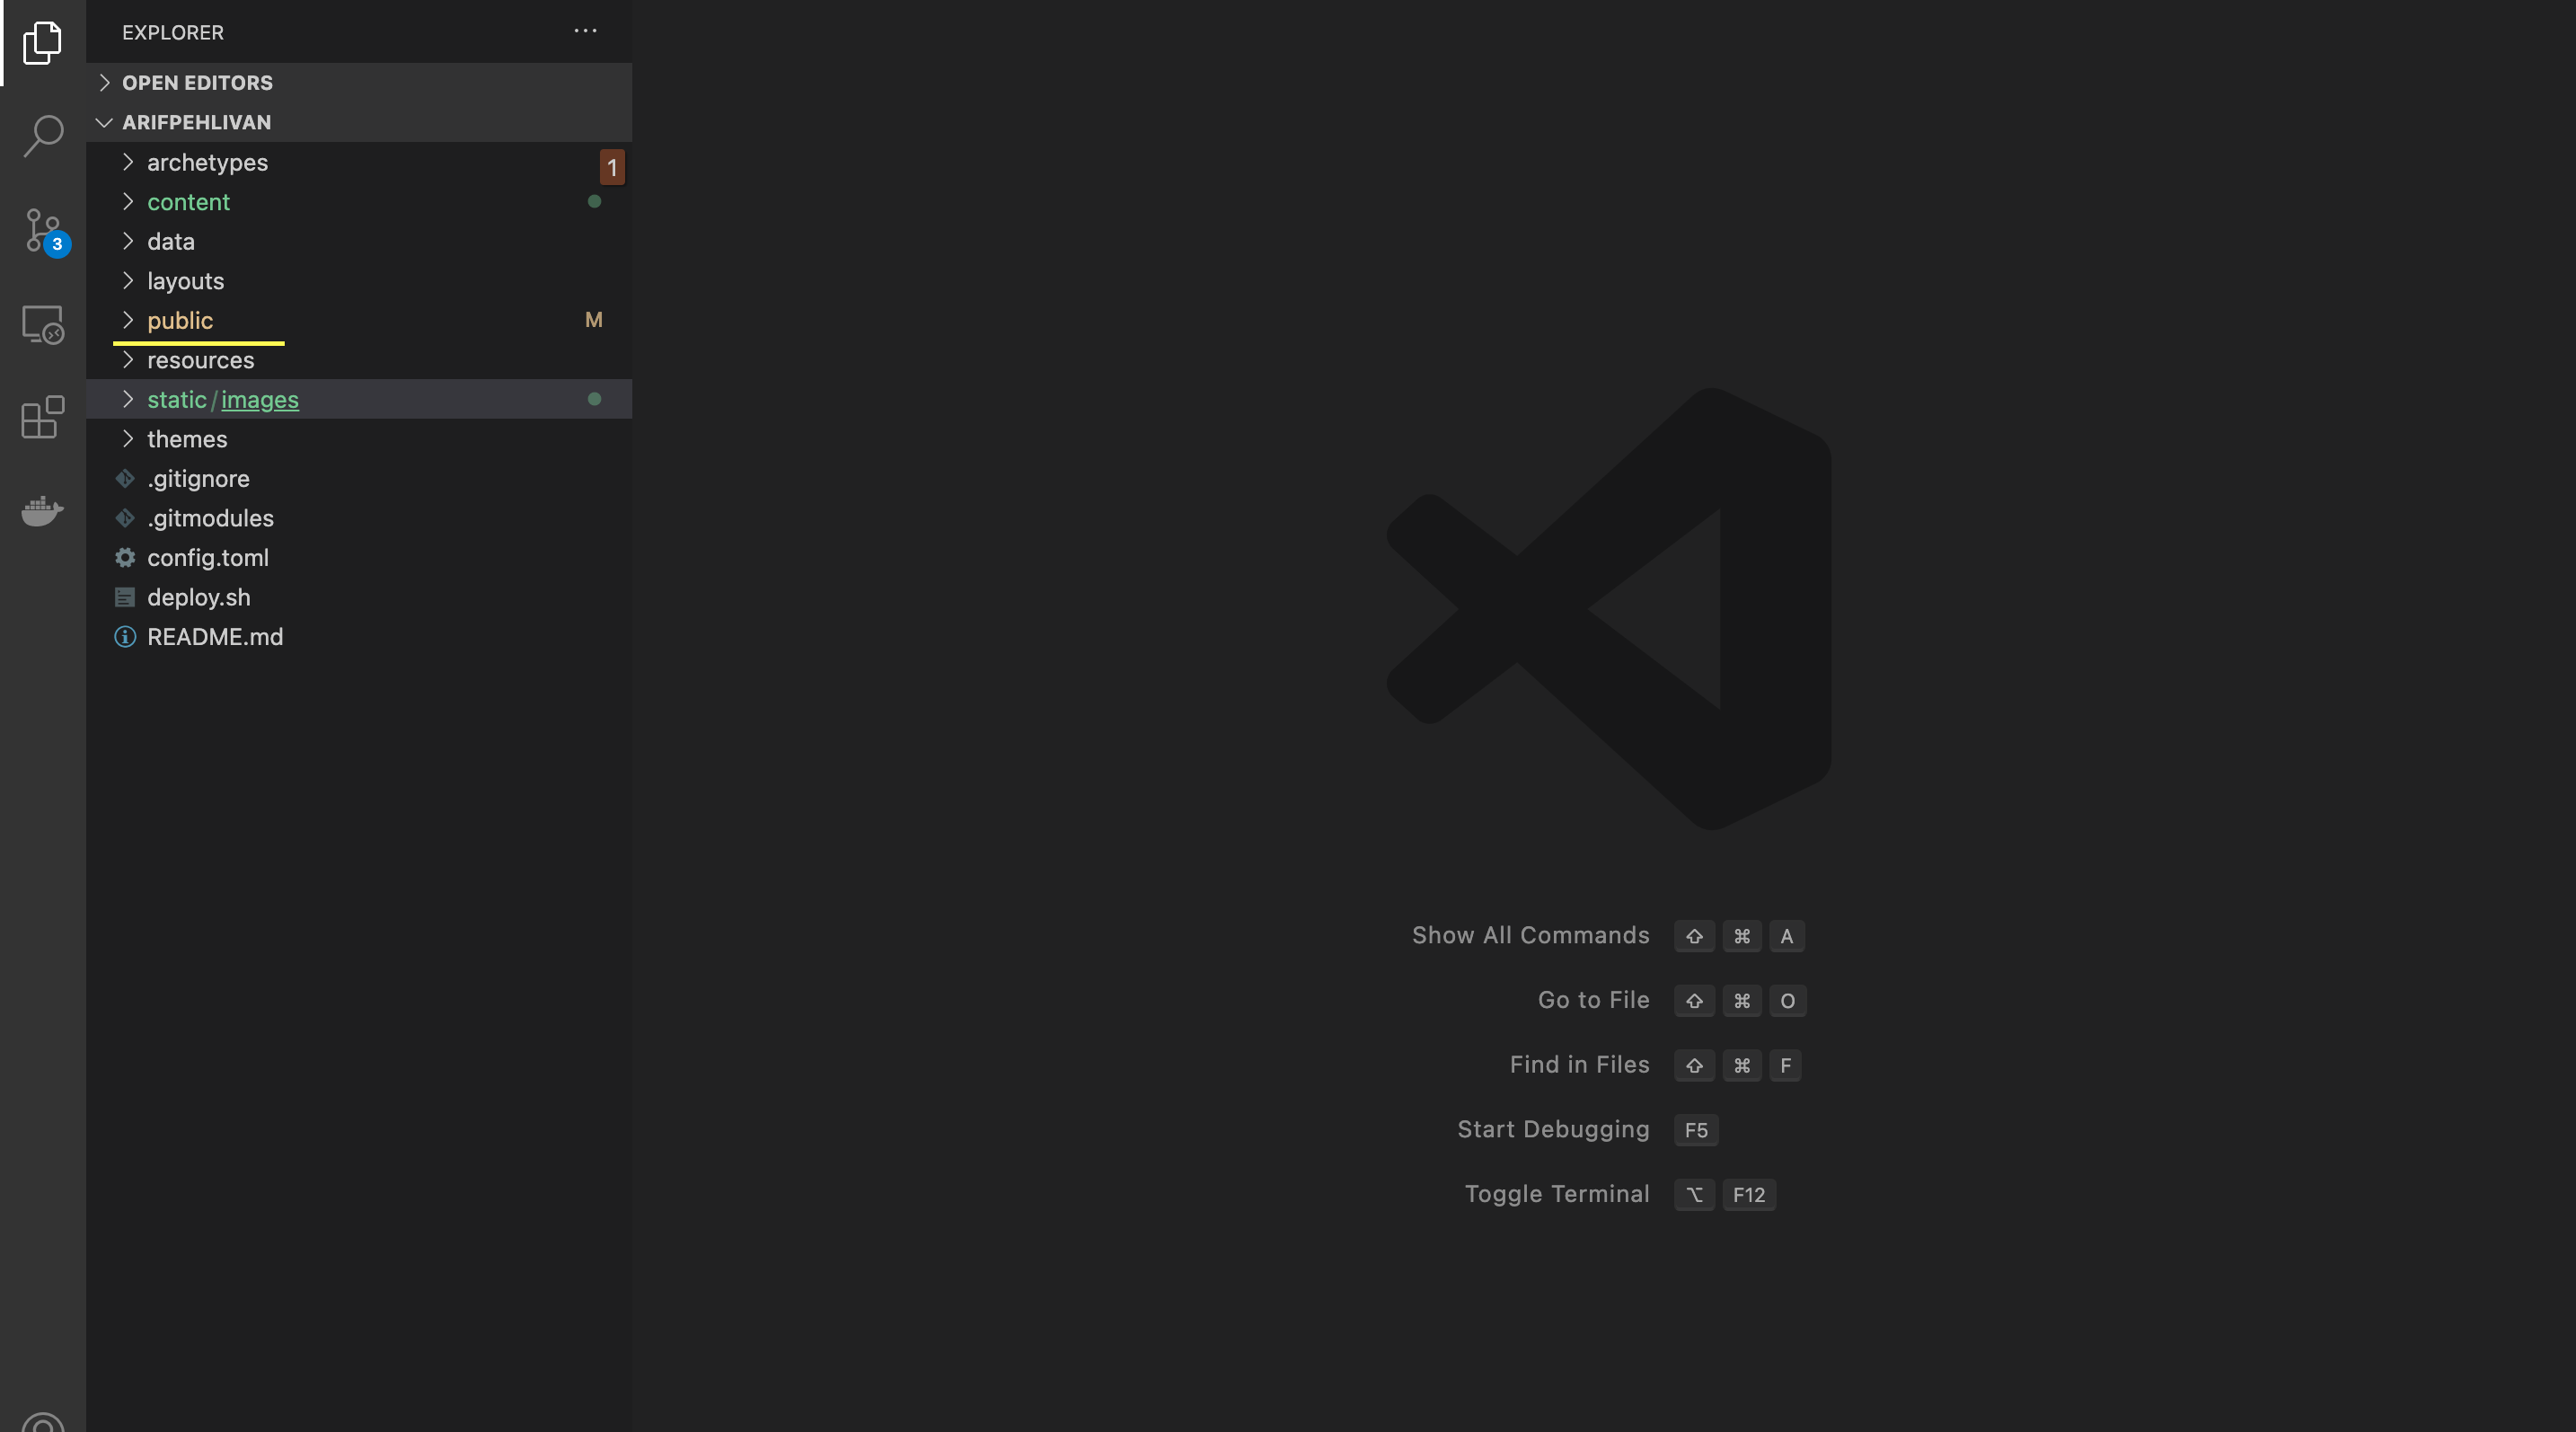 EXPLORER
OPEN EDITORS
ARIFPEHLIVAN
archetypes 1
content
data
layouts
public M
resources
static/images
themes
.gitignore
.gitmodules
config.toml
deploy.sh
README.md
3
Show All Commands ⇧ ⌘ A
Go to File ⇧ ⌘ O
Find in Files ⇧ ⌘ F
Start Debugging F5
Toggle Terminal ⌥ F12